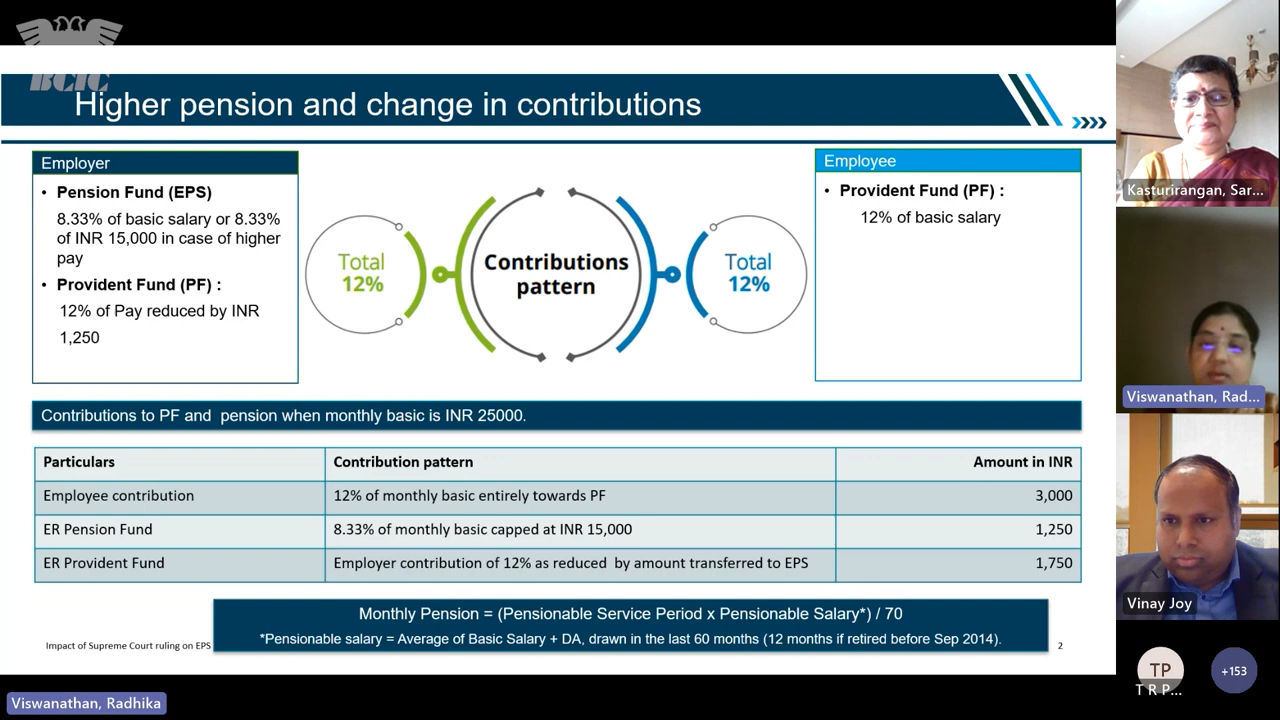 BCIC
Higher pension and change in contributions
Employer
• Pension Fund (EPS)
8.33% of basic salary or 8.33%
of INR 15,000 in case of higher
pay
• Provident Fund (PF) :
12% of Pay reduced by INR
1,250
Total
12%
Contributions
pattern
Total
12%
Employee
• Provident Fund (PF) :
12% of basic salary
Contributions to PF and pension when monthly basic is INR 25000.
Particulars Contribution pattern Amount in INR
Employee contribution 12% of monthly basic entirely towards PF 3,000
ER Pension Fund 8.33% of monthly basic capped at INR 15,000 1,250
ER Provident Fund Employer contribution of 12% as reduced by amount transferred to EPS 1,750
Monthly Pension = (Pensionable Service Period x Pensionable Salary*) / 70
*Pensionable salary = Average of Basic Salary + DA, drawn in the last 60 months (12 months if retired before Sep 2014).
Impact of Supreme Court ruling on EPS
2
Kasturirangan, Sar...
Viswanathan, Rad...
Vinay Joy
TP
T R P...
+153
Viswanathan, Radhika